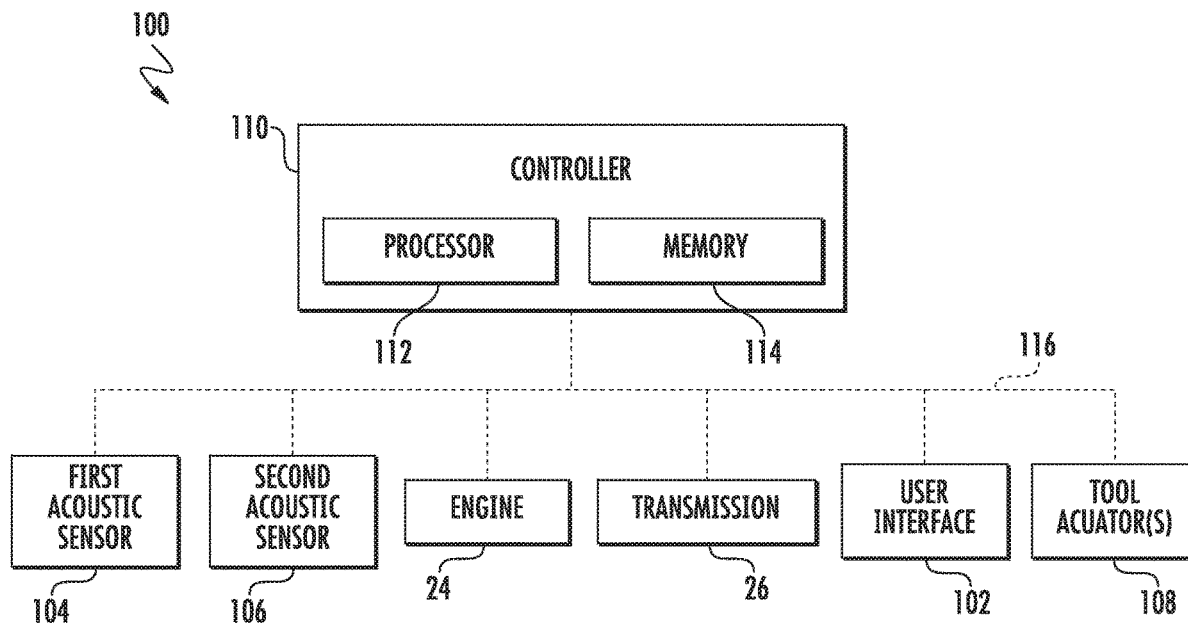 100
110
CONTROLLER
PROCESSOR
MEMORY
112
114
116
FIRST
ACOUSTIC
SENSOR
SECOND
ACOUSTIC
SENSOR
ENGINE
TRANSMISSION
USER
INTERFACE
TOOL
ACUATOR(S)
104
106
24
26
102
108